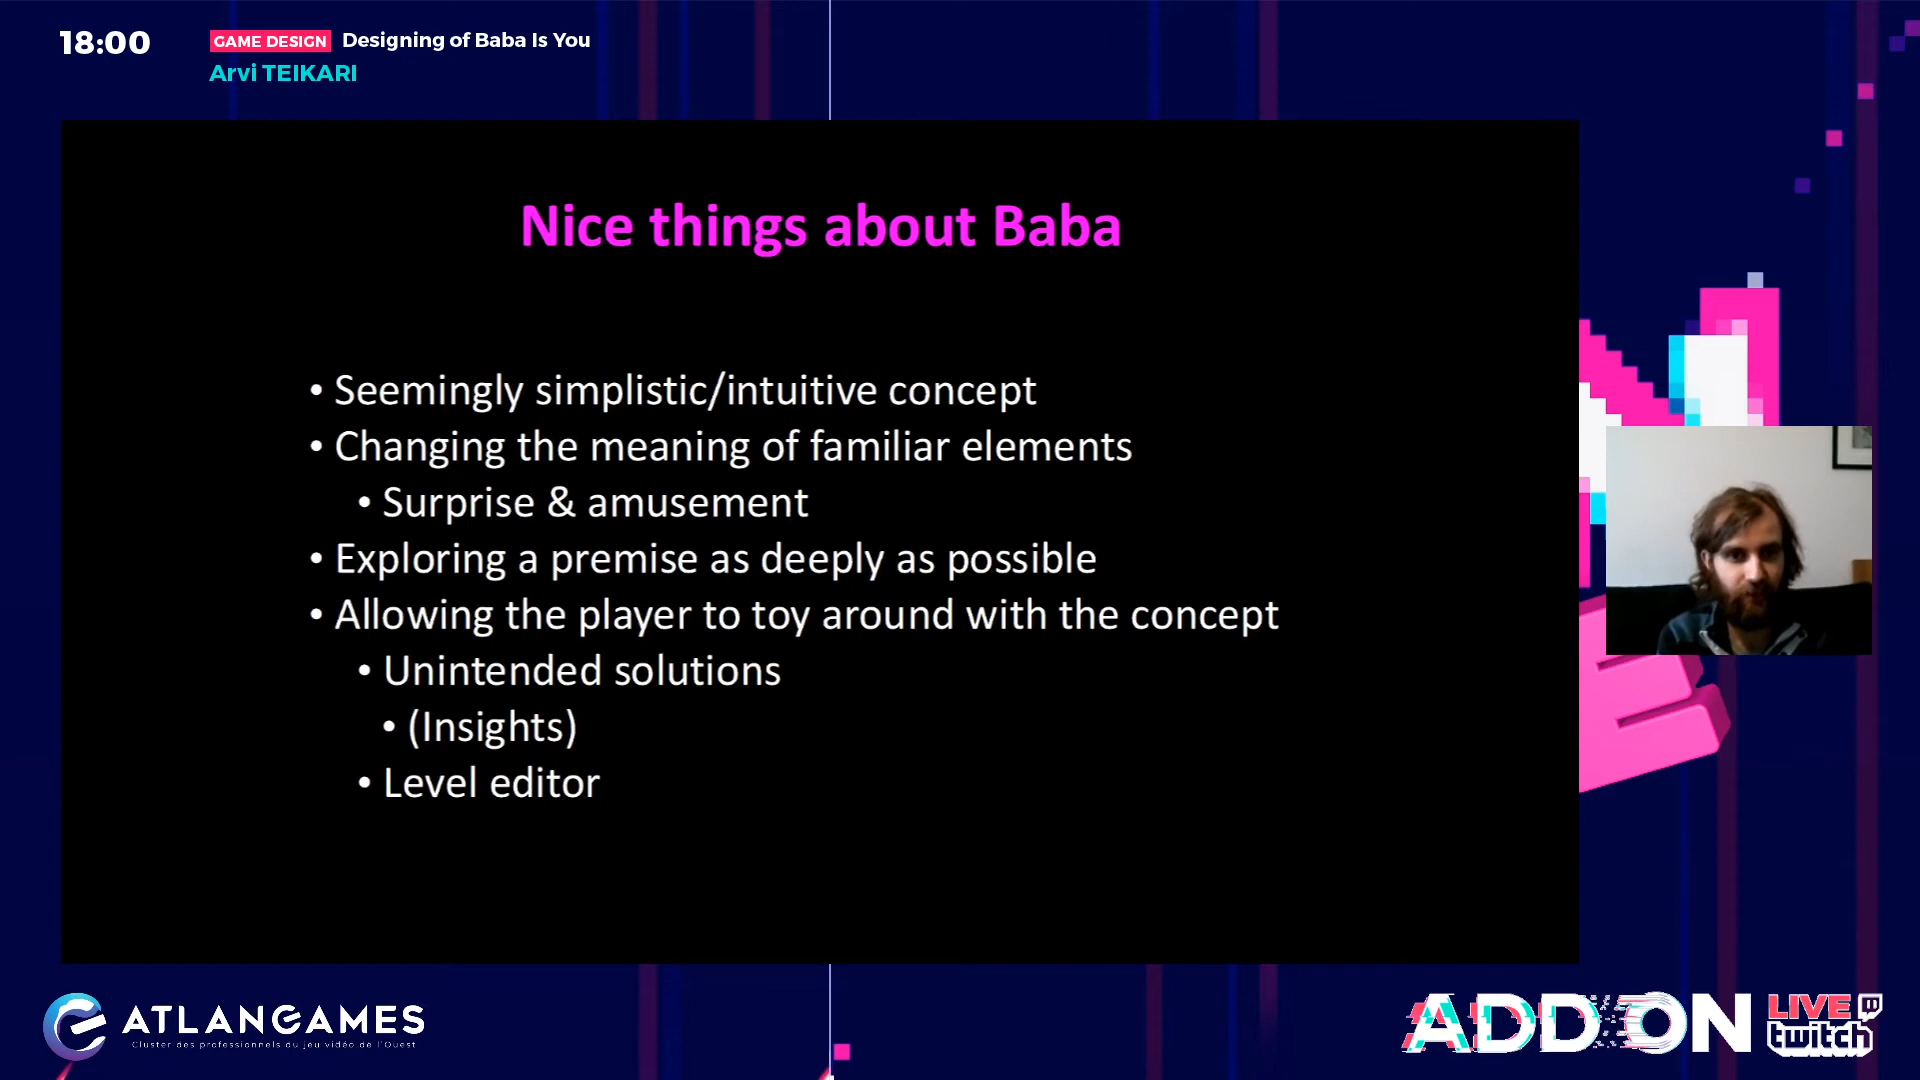 18:00
GAME DESIGN Designing of Baba Is You
Arvi TEIKARI
Nice things about Baba
• Seemingly simplistic/intuitive concept
• Changing the meaning of familiar elements
• Surprise & amusement
• Exploring a premise as deeply as possible
• Allowing the player to toy around with the concept
• Unintended solutions
• (Insights)
• Level editor
ATLANGAMES
Cluster des professionnels du jeu vidéo de l'Ouest
ADDON
LIVE
twitch